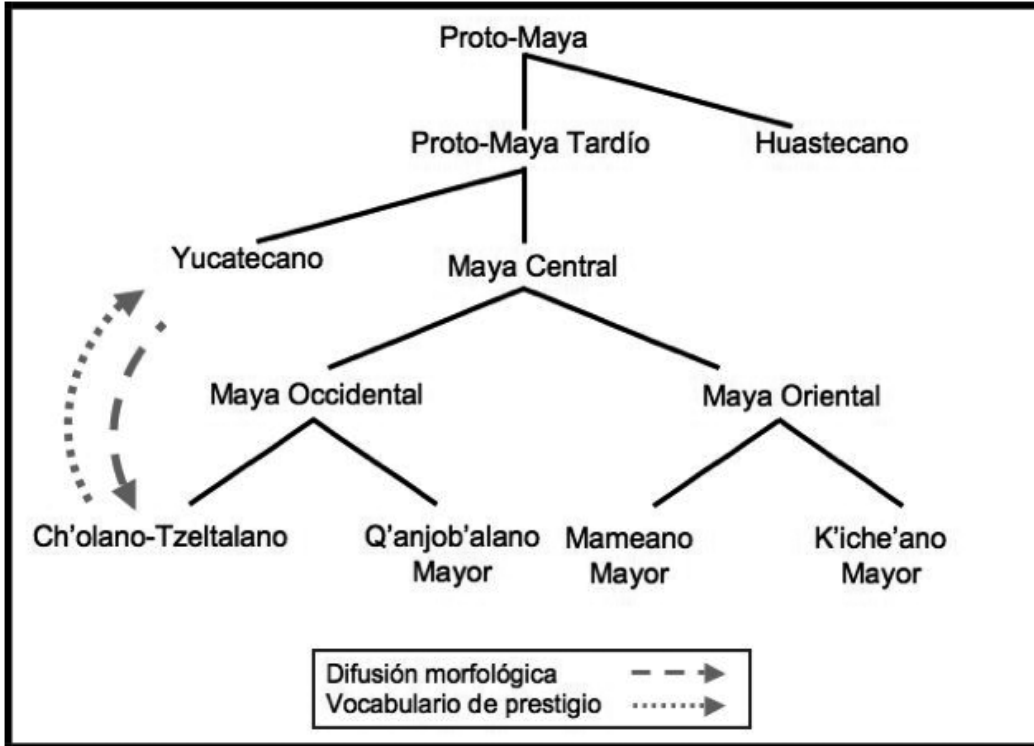 Proto-Maya
Proto-Maya Tardío
Huastecano
Yucatecano
Maya Central
Maya Occidental
Maya Oriental
Ch'olano-Tzeltalano
Q'anjob'alano
Mayor
Mameano
Mayor
K'iche'ano
Mayor
Difusión morfológica
Vocabulario de prestigio